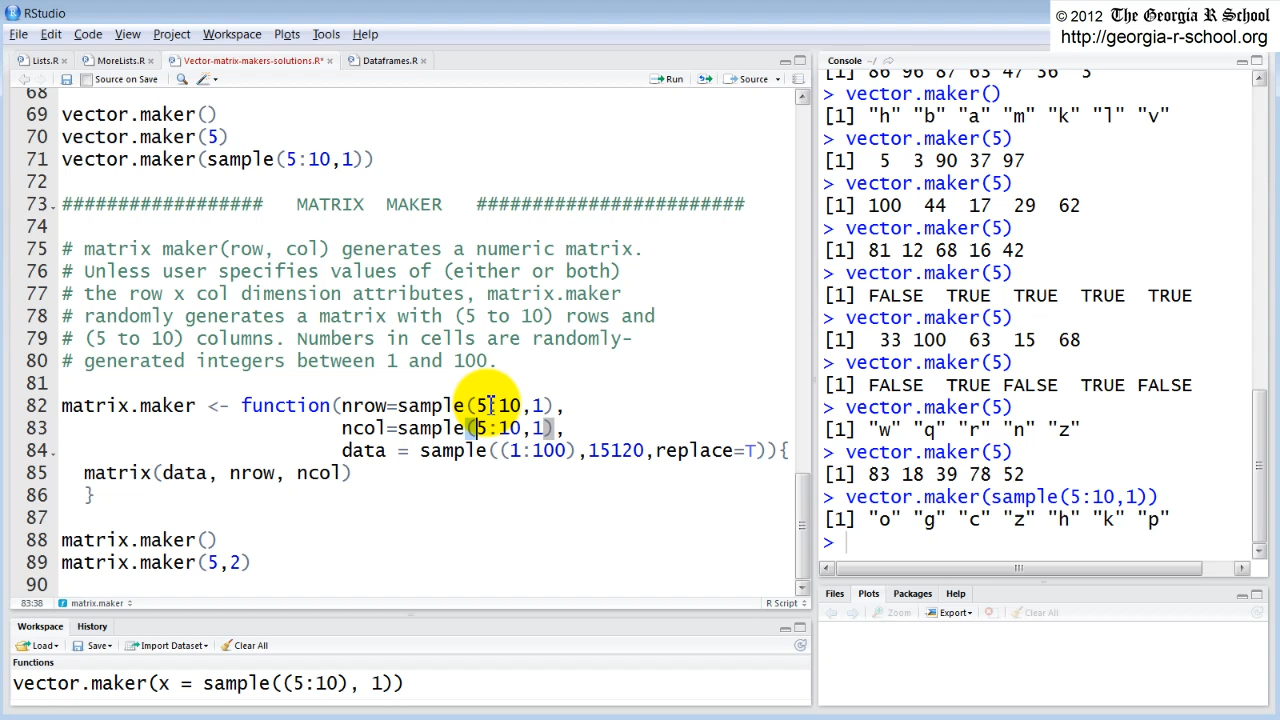 RStudio
© 2012 The Georgia R School
http://georgia-r-school.org
File Edit Code View Project Workspace Plots Tools Help
Lists.R MoreLists.R Vector-matrix-makers-solutions.R* Dataframes.R
Source on Save Run Source
68
69 vector.maker()
70 vector.maker(5)
71 vector.maker(sample(5:10,1))
72
73 ################## MATRIX MAKER ########################
74
75 # matrix maker(row, col) generates a numeric matrix.
76 # Unless user specifies values of (either or both)
77 # the row x col dimension attributes, matrix.maker
78 # randomly generates a matrix with (5 to 10) rows and
79 # (5 to 10) columns. Numbers in cells are randomly-
80 # generated integers between 1 and 100.
81
82 matrix.maker <- function(nrow=sample(5:10,1),
83 ncol=sample(5:10,1),
84 data = sample((1:100),15120,replace=T)){
85 matrix(data, nrow, ncol)
86 }
87
88 matrix.maker()
89 matrix.maker(5,2)
90
83:38 matrix.maker R Script
Workspace History
Load Save Import Dataset Clear All
Functions
vector.maker(x = sample((5:10), 1))
Console ~/
[1] 86 96 87 63 47 36 3
> vector.maker()
[1] "h" "b" "a" "m" "k" "l" "v"
> vector.maker(5)
[1] 5 3 90 37 97
> vector.maker(5)
[1] 100 44 17 29 62
> vector.maker(5)
[1] 81 12 68 16 42
> vector.maker(5)
[1] FALSE TRUE TRUE TRUE TRUE
> vector.maker(5)
[1] 33 100 63 15 68
> vector.maker(5)
[1] FALSE TRUE FALSE TRUE FALSE
> vector.maker(5)
[1] "w" "q" "r" "n" "z"
> vector.maker(5)
[1] 83 18 39 78 52
> vector.maker(sample(5:10,1))
[1] "o" "g" "c" "z" "h" "k" "p"
>
Files Plots Packages Help
Zoom Export Clear All